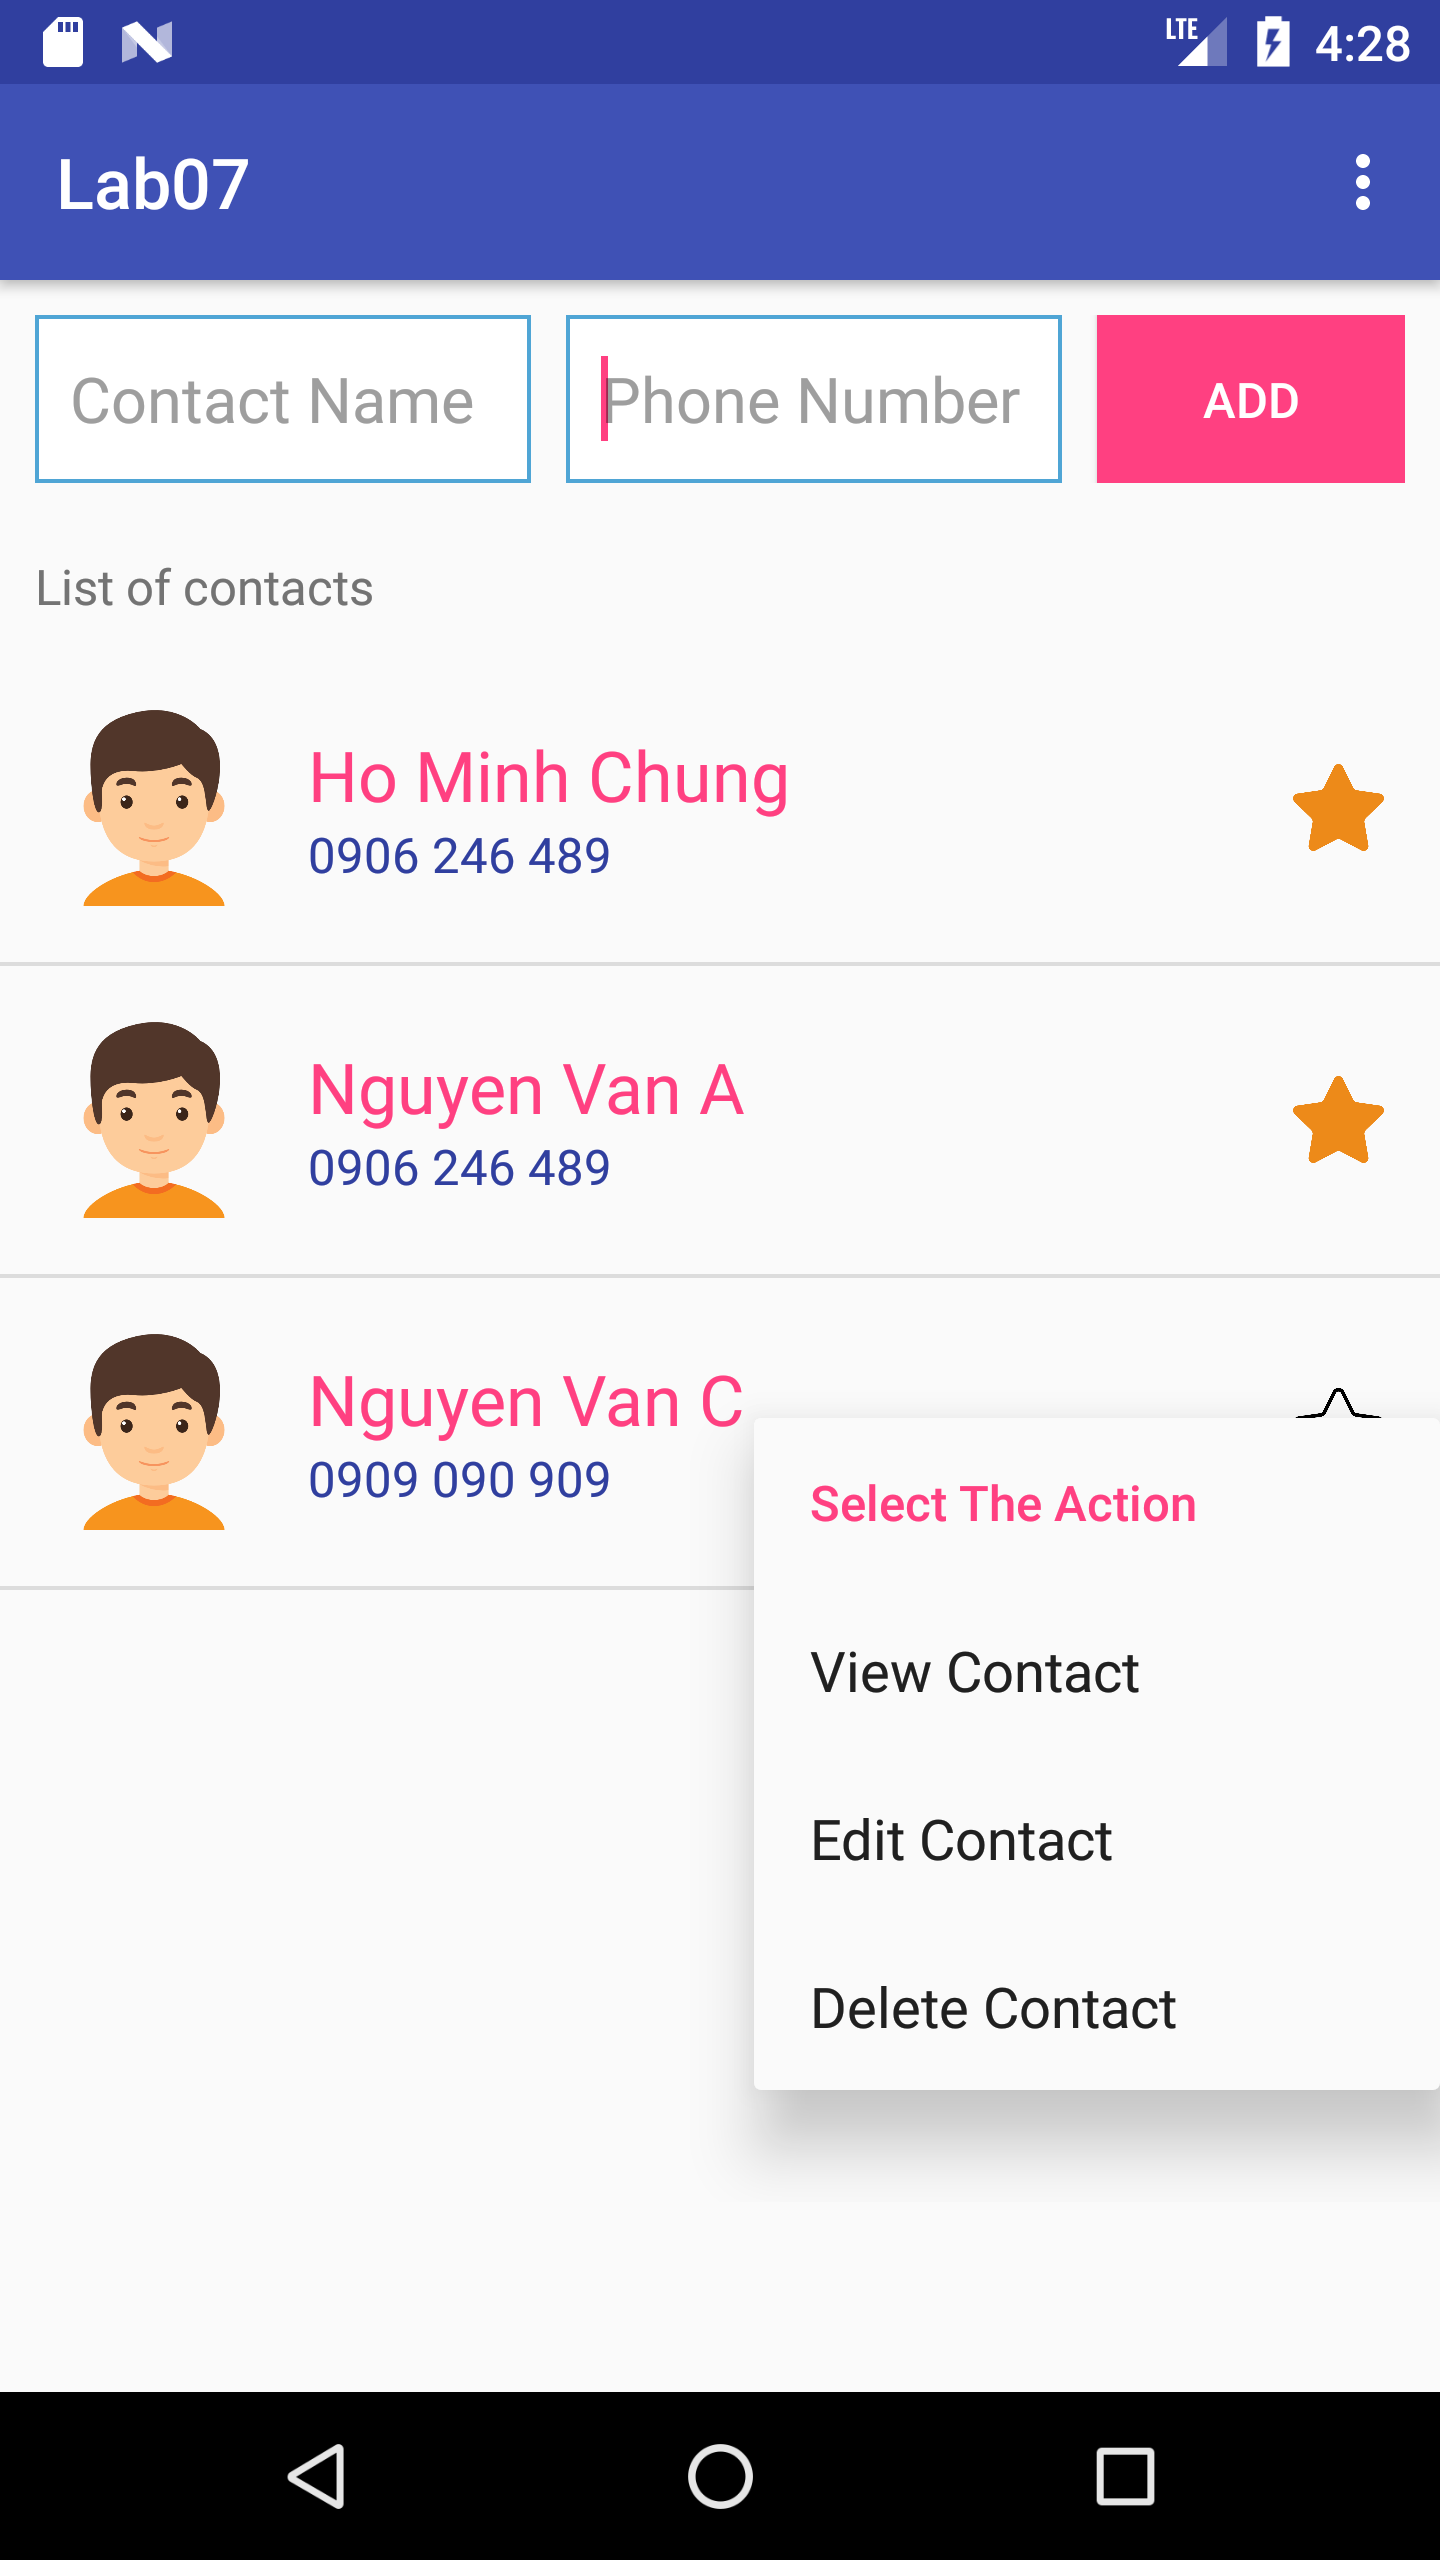 LTE 4:28
Lab07
Contact Name Phone Number ADD
List of contacts
Ho Minh Chung
0906 246 489
Nguyen Van A
0906 246 489
Nguyen Van C
0909 090 909
Select The Action
View Contact
Edit Contact
Delete Contact